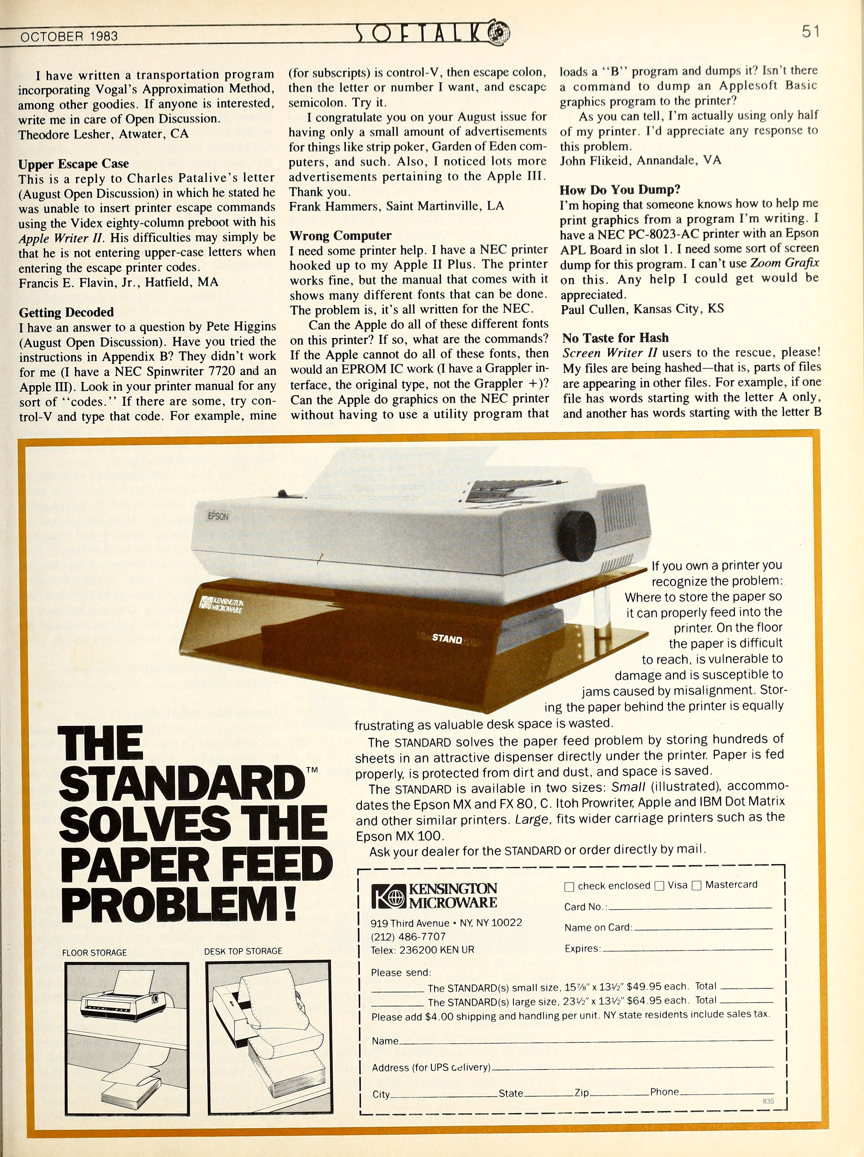 OCTOBER 1983
SOFTALK
51
I have written a transportation program
incorporating Vogal's Approximation Method,
among other goodies. If anyone is interested,
write me in care of Open Discussion.
Theodore Lesher, Atwater, CA
Upper Escape Case
This is a reply to Charles Patalive's letter
(August Open Discussion) in which he stated he
was unable to insert printer escape commands
using the Videx eighty-column preboot with his
Apple Writer II. His difficulties may simply be
that he is not entering upper-case letters when
entering the escape printer codes.
Francis E. Flavin, Jr., Hatfield, MA
Getting Decoded
I have an answer to a question by Pete Higgins
(August Open Discussion). Have you tried the
instructions in Appendix B? They didn't work
for me (I have a NEC Spinwriter 7720 and an
Apple III). Look in your printer manual for any
sort of "codes." If there are some, try con-
trol-V and type that code. For example, mine
(for subscripts) is control-V, then escape colon,
then the letter or number I want, and escape
semicolon. Try it.
I congratulate you on your August issue for
having only a small amount of advertisements
for things like strip poker, Garden of Eden com-
puters, and such. Also, I noticed lots more
advertisements pertaining to the Apple III.
Thank you.
Frank Hammers, Saint Martinville, LA
Wrong Computer
I need some printer help. I have a NEC printer
hooked up to my Apple II Plus. The printer
works fine, but the manual that comes with it
shows many different fonts that can be done.
The problem is, it's all written for the NEC.
Can the Apple do all of these different fonts
on this printer? If so, what are the commands?
If the Apple cannot do all of these fonts, then
would an EPROM IC work (I have a Grappler in-
terface, the original type, not the Grappler +)?
Can the Apple do graphics on the NEC printer
without having to use a utility program that
loads a "B" program and dumps it? Isn't there
a command to dump an Applesoft Basic
graphics program to the printer?
As you can tell, I'm actually using only half
of my printer. I'd appreciate any response to
this problem.
John Flikeid, Annandale, VA
How Do You Dump?
I'm hoping that someone knows how to help me
print graphics from a program I'm writing. I
have a NEC PC-8023-AC printer with an Epson
APL Board in slot 1. I need some sort of screen
dump for this program. I can't use Zoom Grafix
on this. Any help I could get would be
appreciated.
Paul Cullen, Kansas City, KS
No Taste for Hash
Screen Writer II users to the rescue, please!
My files are being hashed—that is, parts of files
are appearing in other files. For example, if one
file has words starting with the letter A only,
and another has words starting with the letter B
EPSON
KENSINGTON
MICROWARE
STAND
If you own a printer you
recognize the problem:
Where to store the paper so
it can properly feed into the
printer. On the floor
the paper is difficult
to reach, is vulnerable to
damage and is susceptible to
jams caused by misalignment. Stor-
ing the paper behind the printer is equally
frustrating as valuable desk space is wasted.
The STANDARD solves the paper feed problem by storing hundreds of
sheets in an attractive dispenser directly under the printer. Paper is fed
properly, is protected from dirt and dust, and space is saved.
The STANDARD is available in two sizes: Small (illustrated), accommo-
dates the Epson MX and FX 80, C. Itoh Prowriter, Apple and IBM Dot Matrix
and other similar printers. Large, fits wider carriage printers such as the
Epson MX 100.
Ask your dealer for the STANDARD or order directly by mail.
THE
STANDARD™
SOLVES THE
PAPER FEED
PROBLEM!
FLOOR STORAGE
DESK TOP STORAGE
KENSINGTON
MICROWARE
919 Third Avenue • NY, NY 10022
(212) 486-7707
Telex: 236200 KEN UR
check enclosed Visa Mastercard
Card No.:
Name on Card:
Expires:
Please send:
The STANDARD(s) small size, 15⅞" x 13½" $49.95 each. Total
The STANDARD(s) large size, 23½" x 13½" $64.95 each. Total
Please add $4.00 shipping and handling per unit. NY state residents include sales tax.
Name
Address (for UPS delivery)
City State Zip Phone
83S